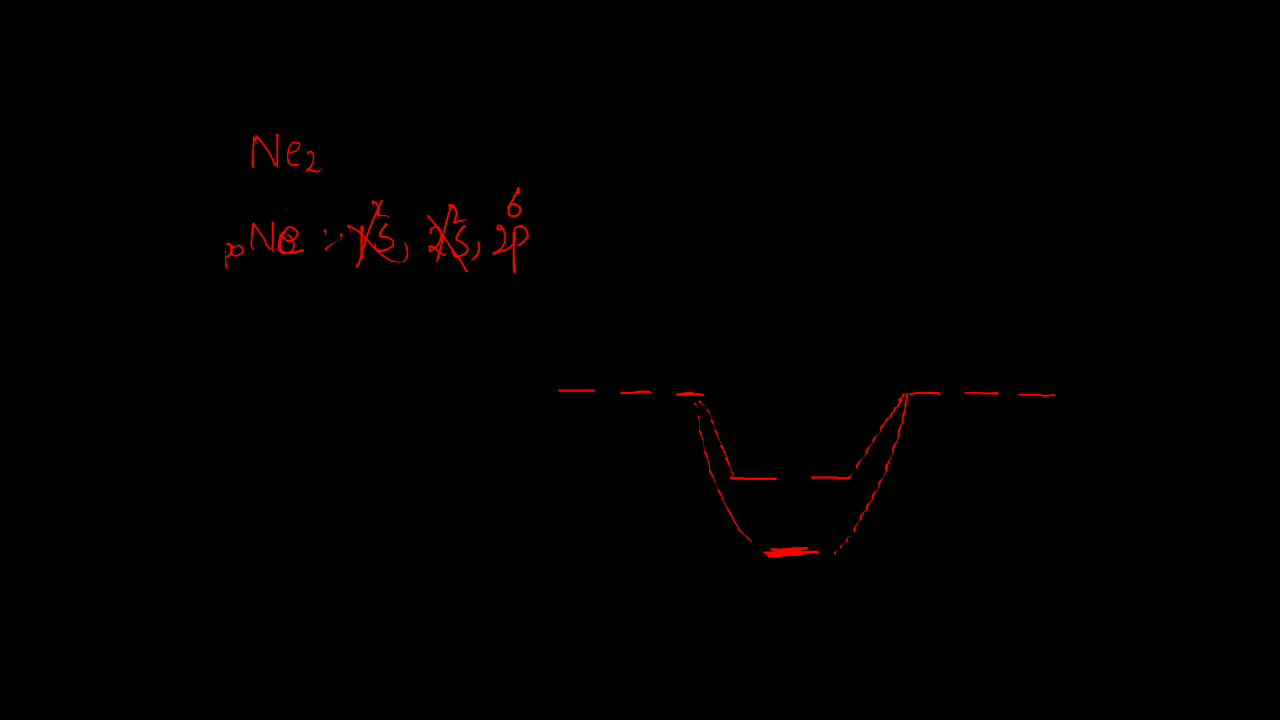 Ne₂
₁₀Ne : 1s², 2s², 2p⁶